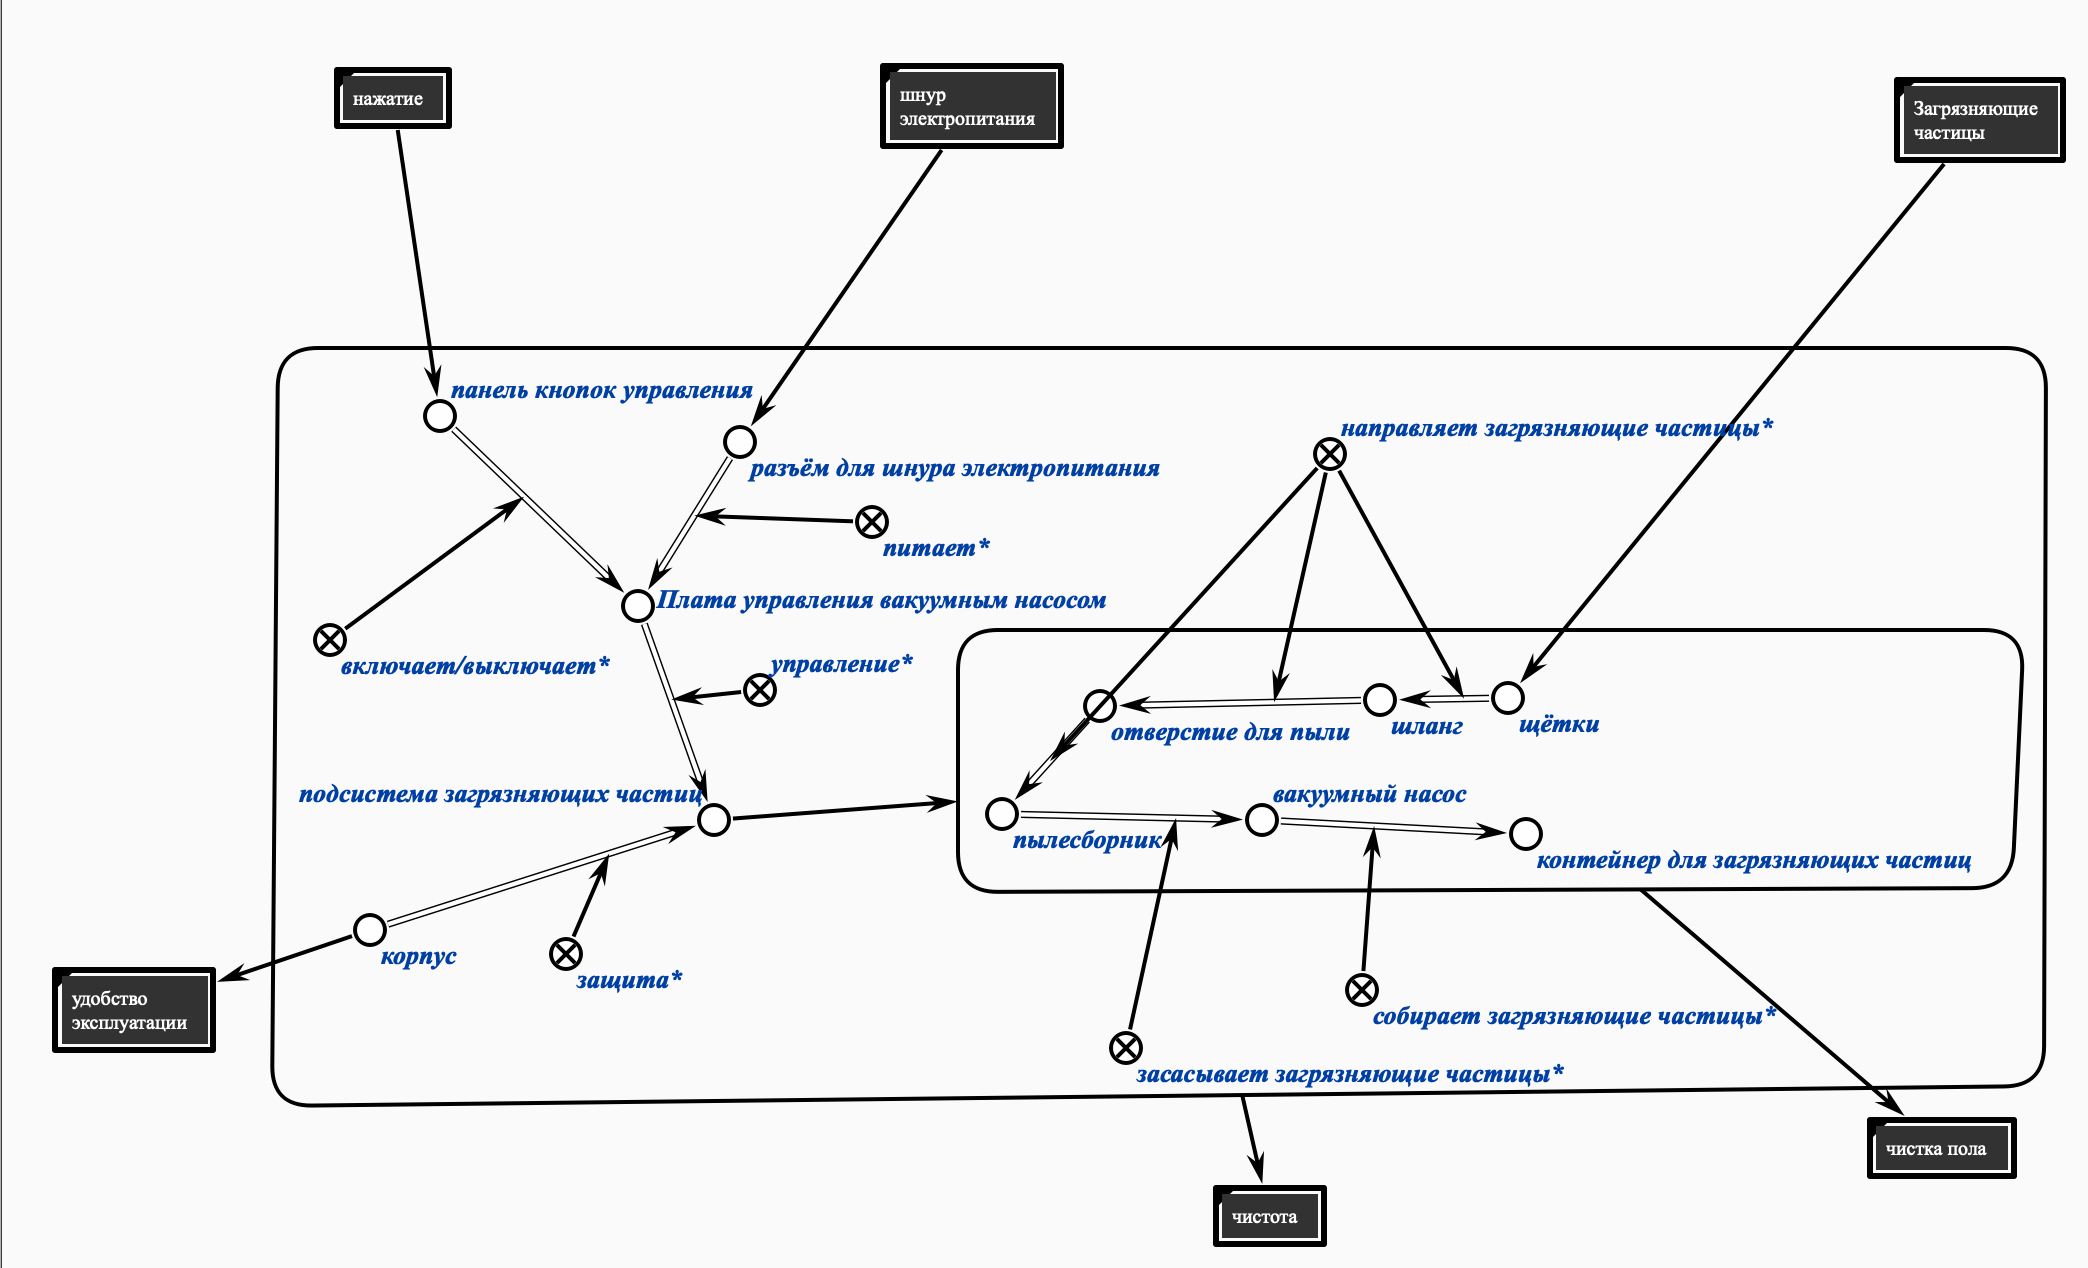 нажатие
шнур
электропитания
Загрязняющие
частицы
панель кнопок управления
разъём для шнура электропитания
направляет загрязняющие частицы*
питает*
Плата управления вакуумным насосом
включает/выключает*
управление*
отверстие для пыли
шланг
щётки
подсистема загрязняющих частиц
вакуумный насос
пылесборник
контейнер для загрязняющих частиц
корпус
защита*
удобство
эксплуатации
собирает загрязняющие частицы*
засасывает загрязняющие частицы*
чистка пола
чистота